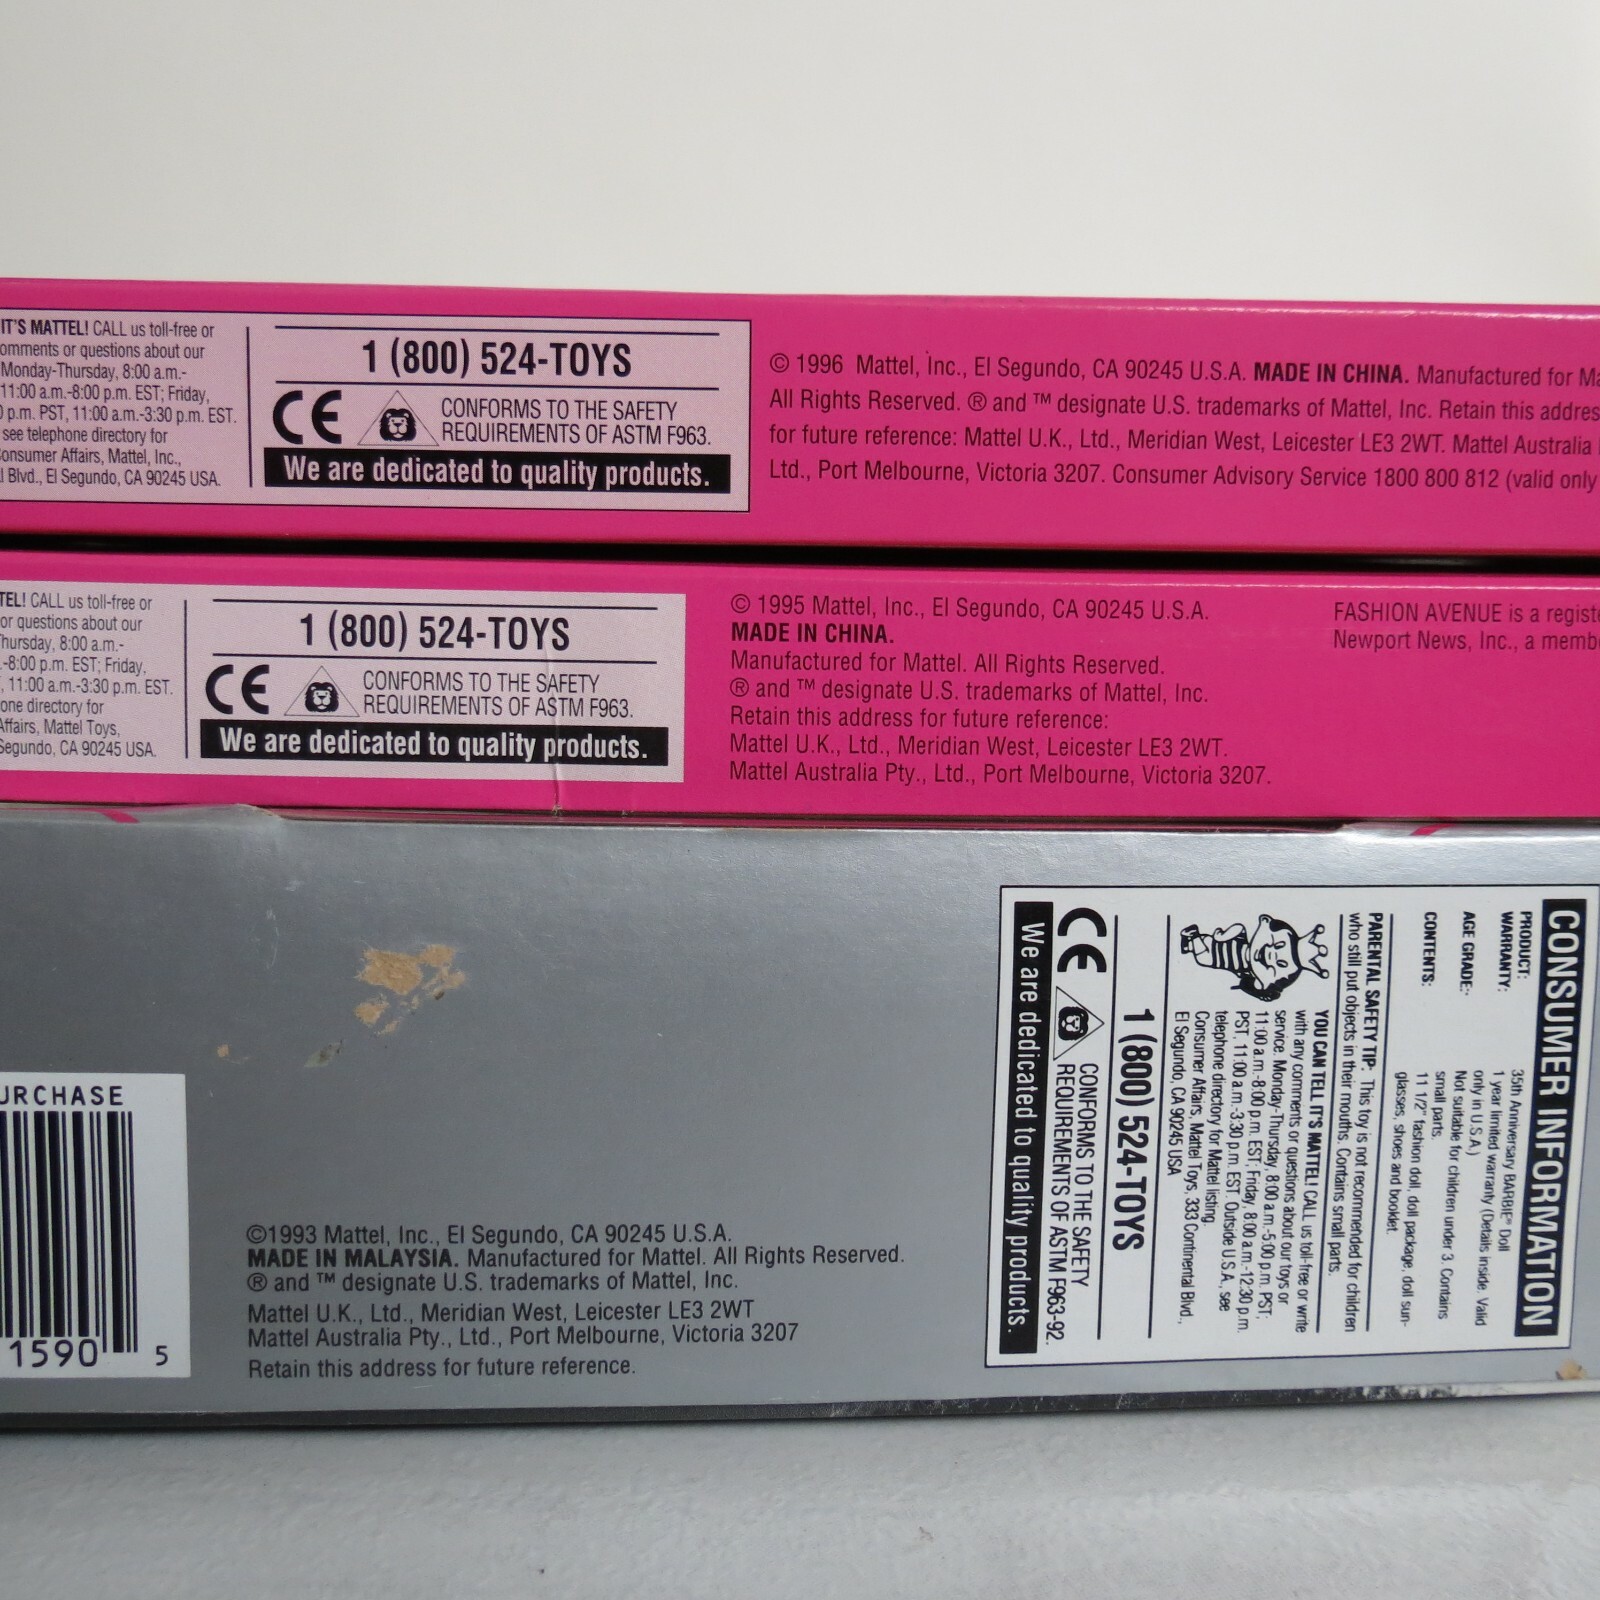 IT'S MATTEL! CALL us toll-free or
omments or questions about our
Monday-Thursday, 8:00 a.m.-
11:00 a.m.-8:00 p.m. EST; Friday,
p.m. PST, 11:00 a.m.-3:30 p.m. EST.
see telephone directory for
onsumer Affairs, Mattel, Inc.,
Blvd., El Segundo, CA 90245 USA.
1 (800) 524-TOYS
CE
CONFORMS TO THE SAFETY
REQUIREMENTS OF ASTM F963.
We are dedicated to quality products.
© 1996 Mattel, Inc., El Segundo, CA 90245 U.S.A. MADE IN CHINA. Manufactured for Ma
All Rights Reserved. ® and ™ designate U.S. trademarks of Mattel, Inc. Retain this addres
for future reference: Mattel U.K., Ltd., Meridian West, Leicester LE3 2WT. Mattel Australia
Ltd., Port Melbourne, Victoria 3207. Consumer Advisory Service 1800 800 812 (valid only
TEL! CALL us toll-free or
or questions about our
hursday, 8:00 a.m.-
-8:00 p.m. EST; Friday,
, 11:00 a.m.-3:30 p.m. EST.
one directory for
Affairs, Mattel Toys,
Segundo, CA 90245 USA.
1 (800) 524-TOYS
CE
CONFORMS TO THE SAFETY
REQUIREMENTS OF ASTM F963.
We are dedicated to quality products.
© 1995 Mattel, Inc., El Segundo, CA 90245 U.S.A.
MADE IN CHINA.
Manufactured for Mattel. All Rights Reserved.
® and ™ designate U.S. trademarks of Mattel, Inc.
Retain this address for future reference:
Mattel U.K., Ltd., Meridian West, Leicester LE3 2WT.
Mattel Australia Pty., Ltd., Port Melbourne, Victoria 3207.
FASHION AVENUE is a registe
Newport News, Inc., a membe
URCHASE
1590 5
©1993 Mattel, Inc., El Segundo, CA 90245 U.S.A.
MADE IN MALAYSIA. Manufactured for Mattel. All Rights Reserved.
® and ™ designate U.S. trademarks of Mattel, Inc.
Mattel U.K., Ltd., Meridian West, Leicester LE3 2WT
Mattel Australia Pty., Ltd., Port Melbourne, Victoria 3207
Retain this address for future reference.
CONSUMER INFORMATION
PRODUCT: 35th Anniversary BARBIE® Doll
WARRANTY: 1 year limited warranty (Details inside. Valid
only in U.S.A.)
AGE GRADE: Not suitable for children under 3. Contains
small parts.
CONTENTS: 11 1/2" fashion doll, doll package, doll sun-
glasses, shoes and booklet.
PARENTAL SAFETY TIP: This toy is not recommended for children
who still put objects in their mouths. Contains small parts.
YOU CAN TELL IT'S MATTEL! CALL us toll-free or write
with any comments or questions about our toys or
service. Monday-Thursday, 8:00 a.m.-5:00 p.m. PST;
11:00 a.m.-8:00 p.m. EST; Friday, 8:00 a.m.-12:30 p.m.
PST, 11:00 a.m.-3:30 p.m. EST. Outside U.S.A., see
telephone directory for Mattel listing.
Consumer Affairs, Mattel Toys, 333 Continental Blvd.,
El Segundo, CA 90245 USA
1 (800) 524-TOYS
CE
CONFORMS TO THE SAFETY
REQUIREMENTS OF ASTM F963-92.
We are dedicated to quality products.